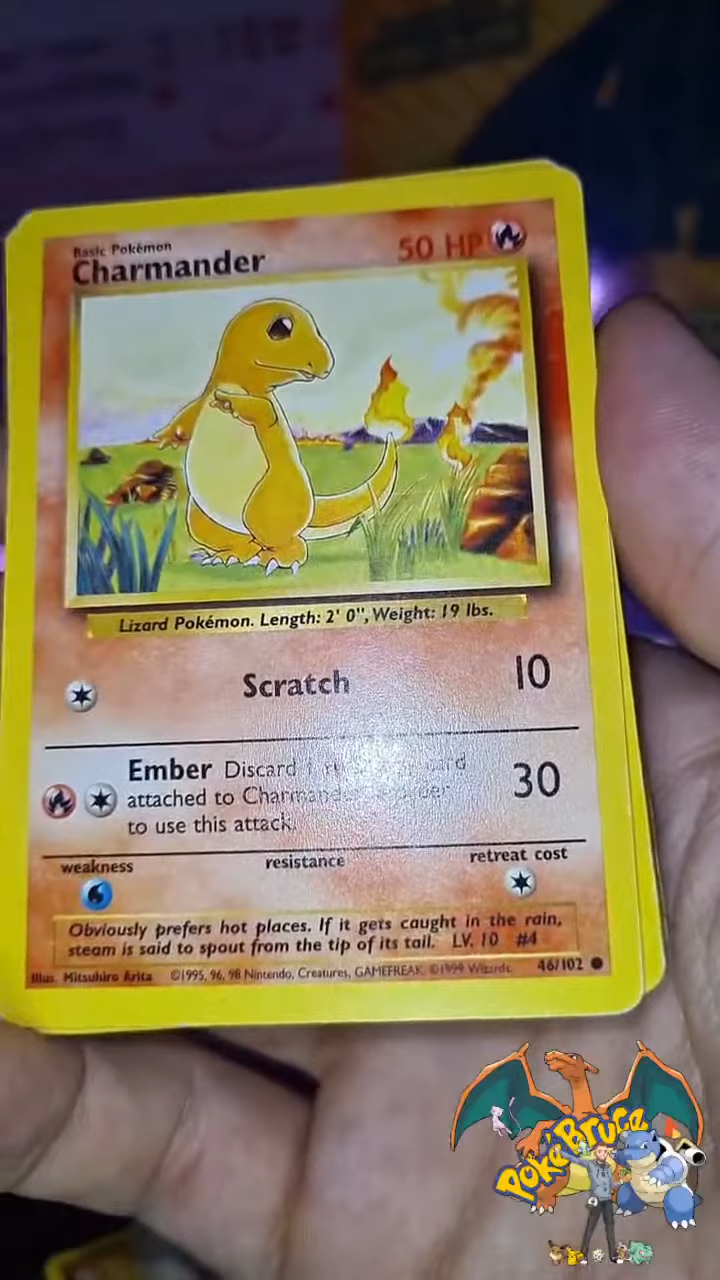 Basic Pokémon
Charmander
50 HP
Lizard Pokémon. Length: 2' 0", Weight: 19 lbs.
Scratch 10
Ember Discard 1 card
attached to Charmander
to use this attack.
30
weakness resistance retreat cost
Obviously prefers hot places. If it gets caught in the rain,
steam is said to spout from the tip of its tail. LV. 10 #4
Illus. Mitsuhiro Arita ©1995, 96, 98 Nintendo, Creatures, GAMEFREAK. ©1999 Wizards. 46/102
PokéBruce